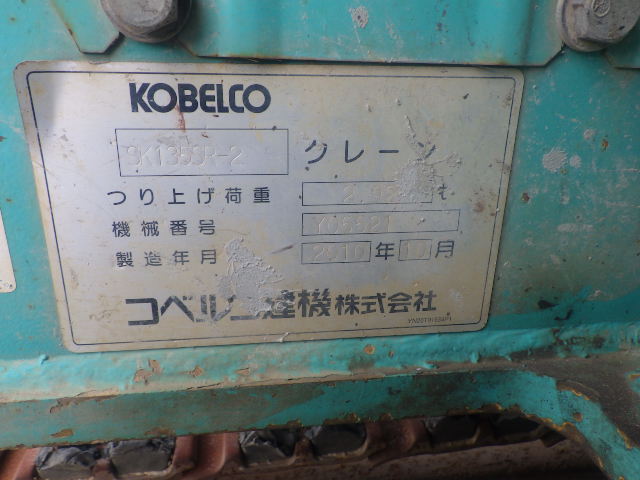 KOBELCO
SK135SR-2 クレーン
つり上げ荷重 t
機械番号
製造年月 2010 年 月
コベルコ建機株式会社